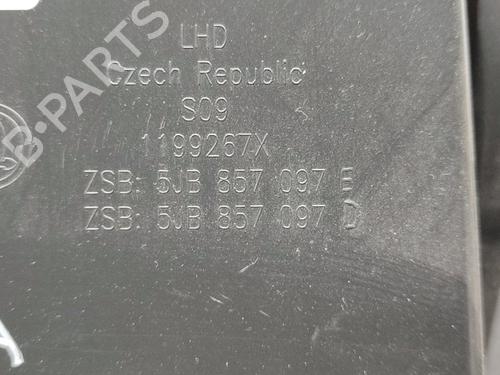 LHD
Czech Republic
S09
1199267X
ZSB: 5JB 857 097 E
ZSB: 5JB 857 097 D
B-PARTS